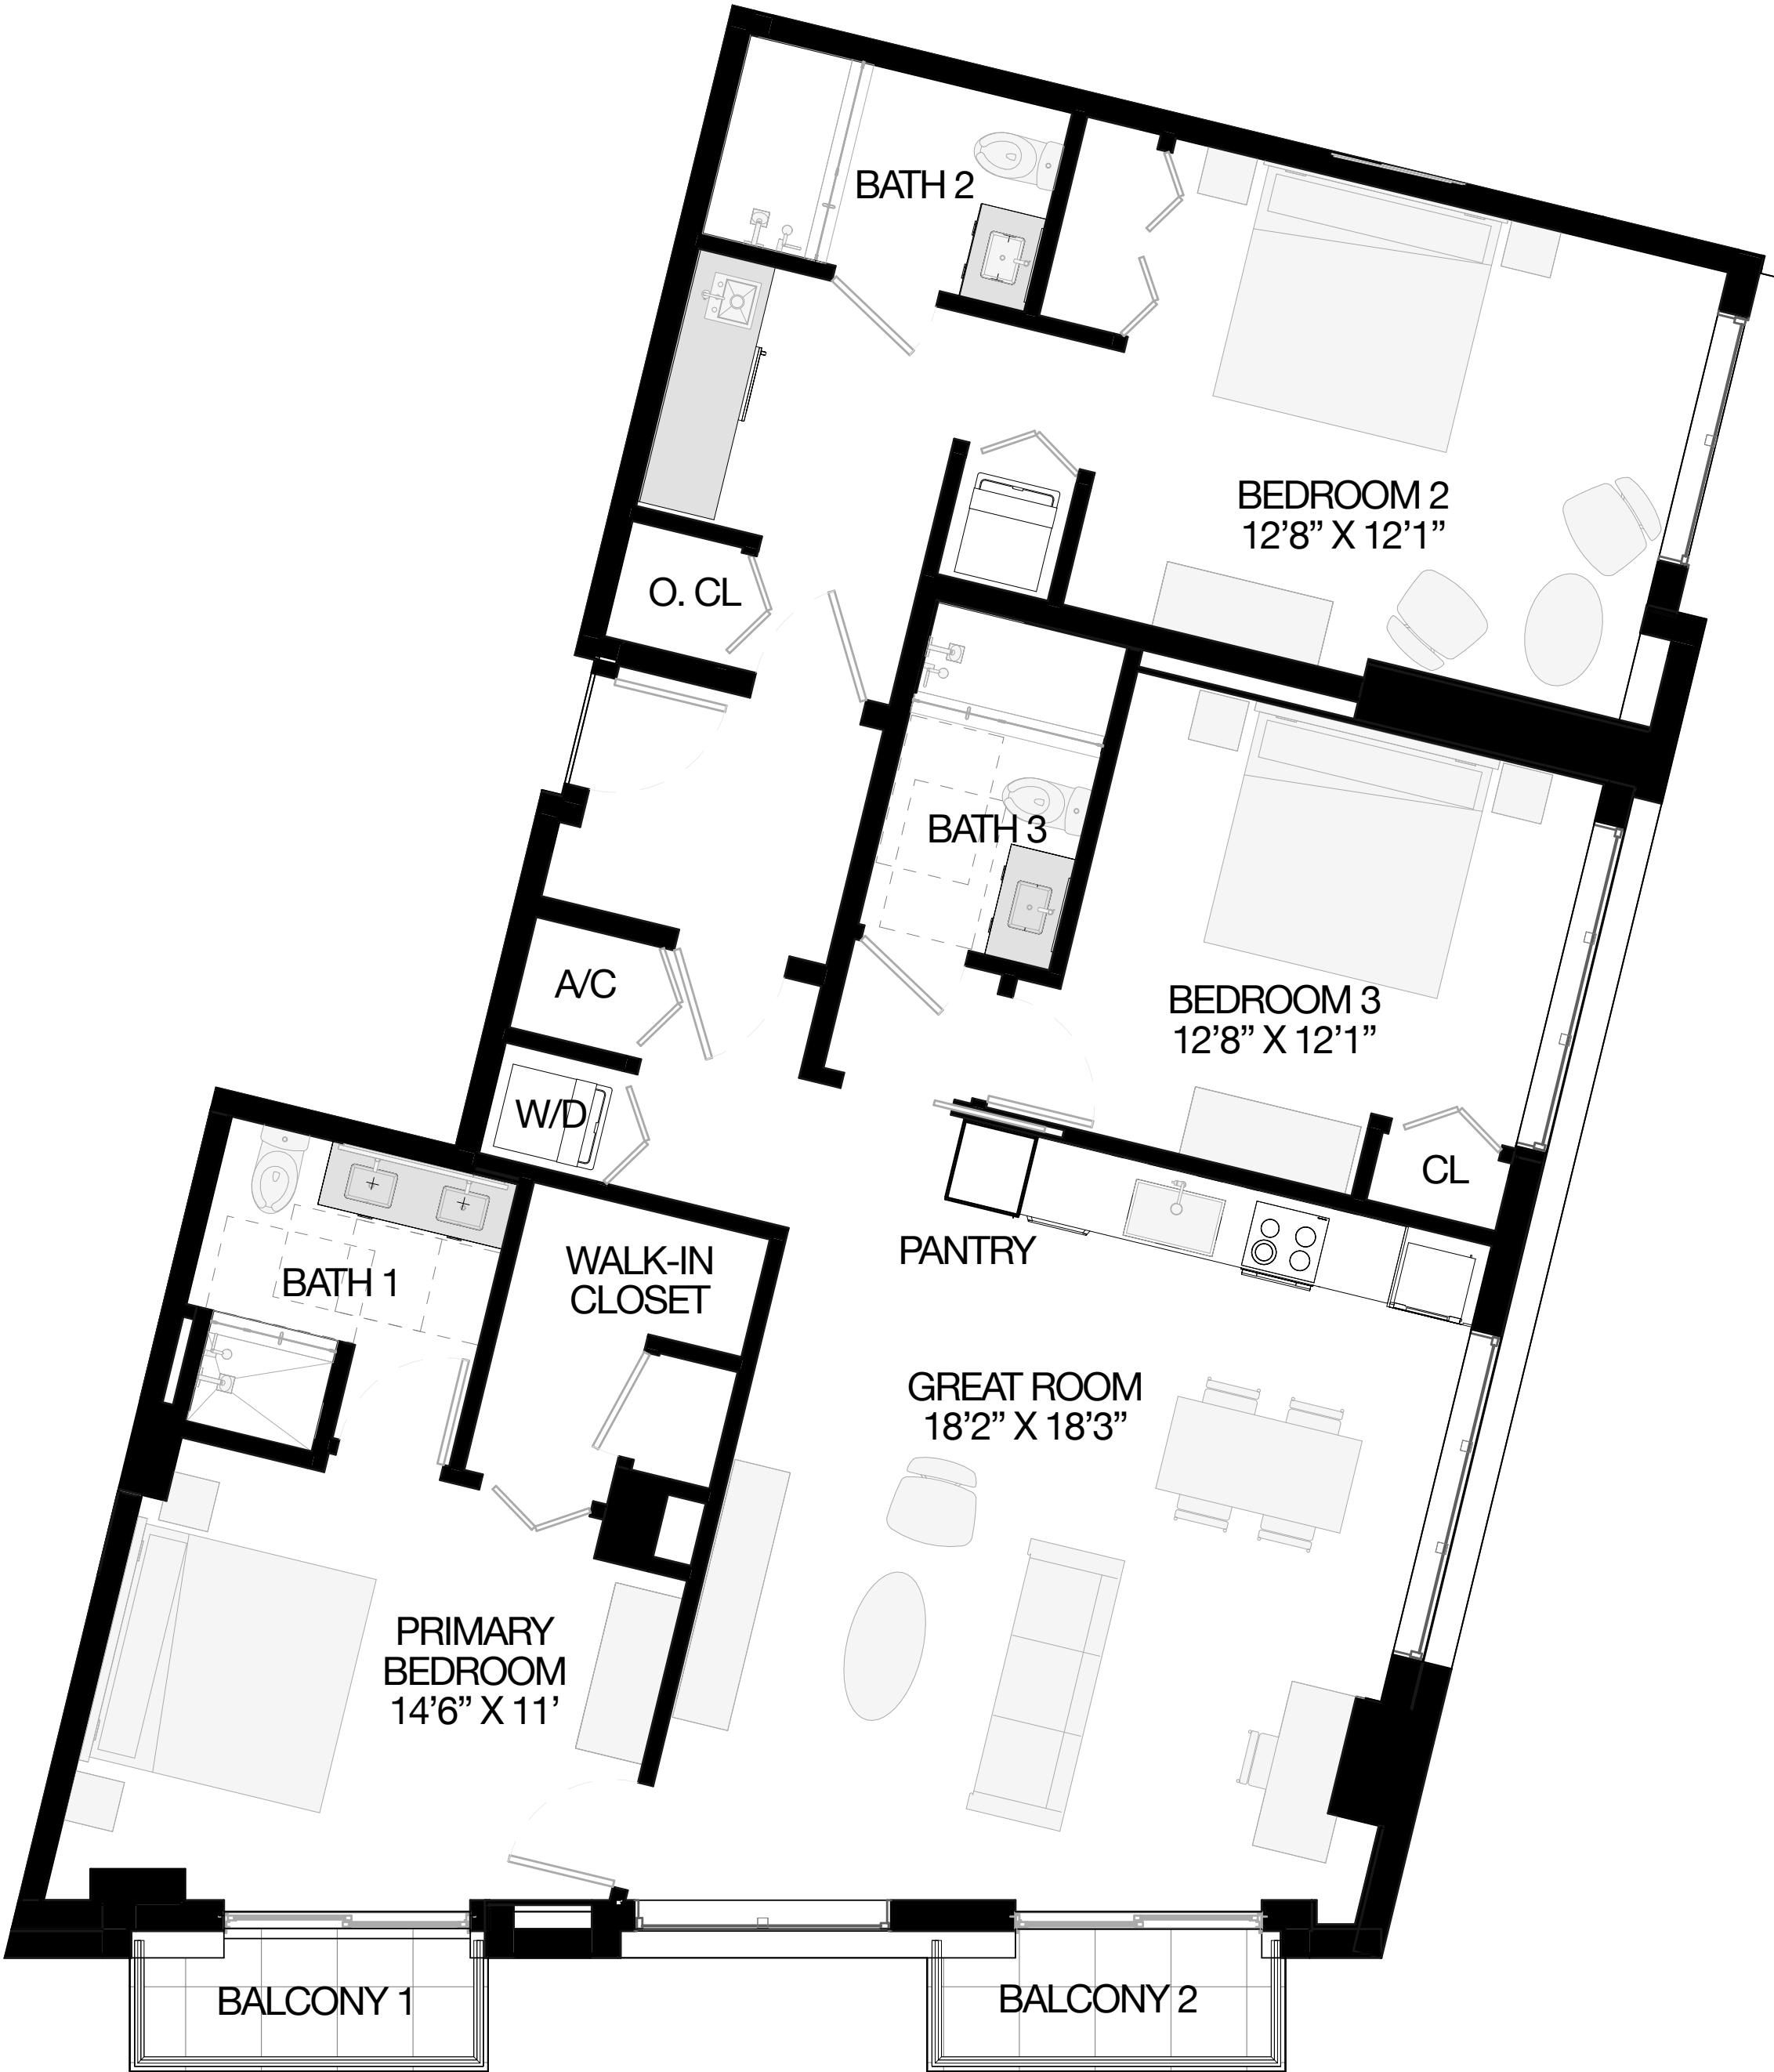 BATH 2
BEDROOM 2
12’8” X 12’1”
O. CL
BATH 3
A/C
BEDROOM 3
12’8” X 12’1”
W/D
CL
WALK-IN
CLOSET
PANTRY
BATH 1
GREAT ROOM
18’2” X 18’3”
PRIMARY
BEDROOM
14’6” X 11’
BALCONY 1
BALCONY 2